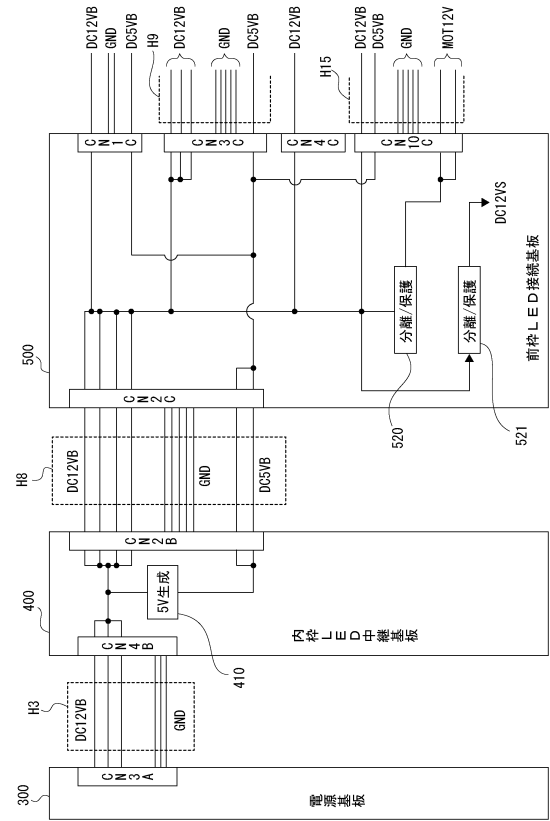 300
電源基板
CN3A
H3
DC12VB
GND
400
内枠LED中継基板
CN4B
5V生成
410
CN2B
H8
DC12VB
GND
DC5VB
500
前枠LED接続基板
CN2C
分離/保護
520
分離/保護
521
DC12VS
CN1C
CN3C
CN4C
CN10C
DC12VB
GND
DC5VB
H9
DC12VB
GND
DC5VB
DC12VB
H15
DC12VB
DC5VB
GND
MOT12V